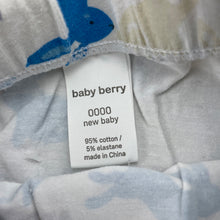 baby berry
0000
new baby
95% cotton /
5% elastane
made in China